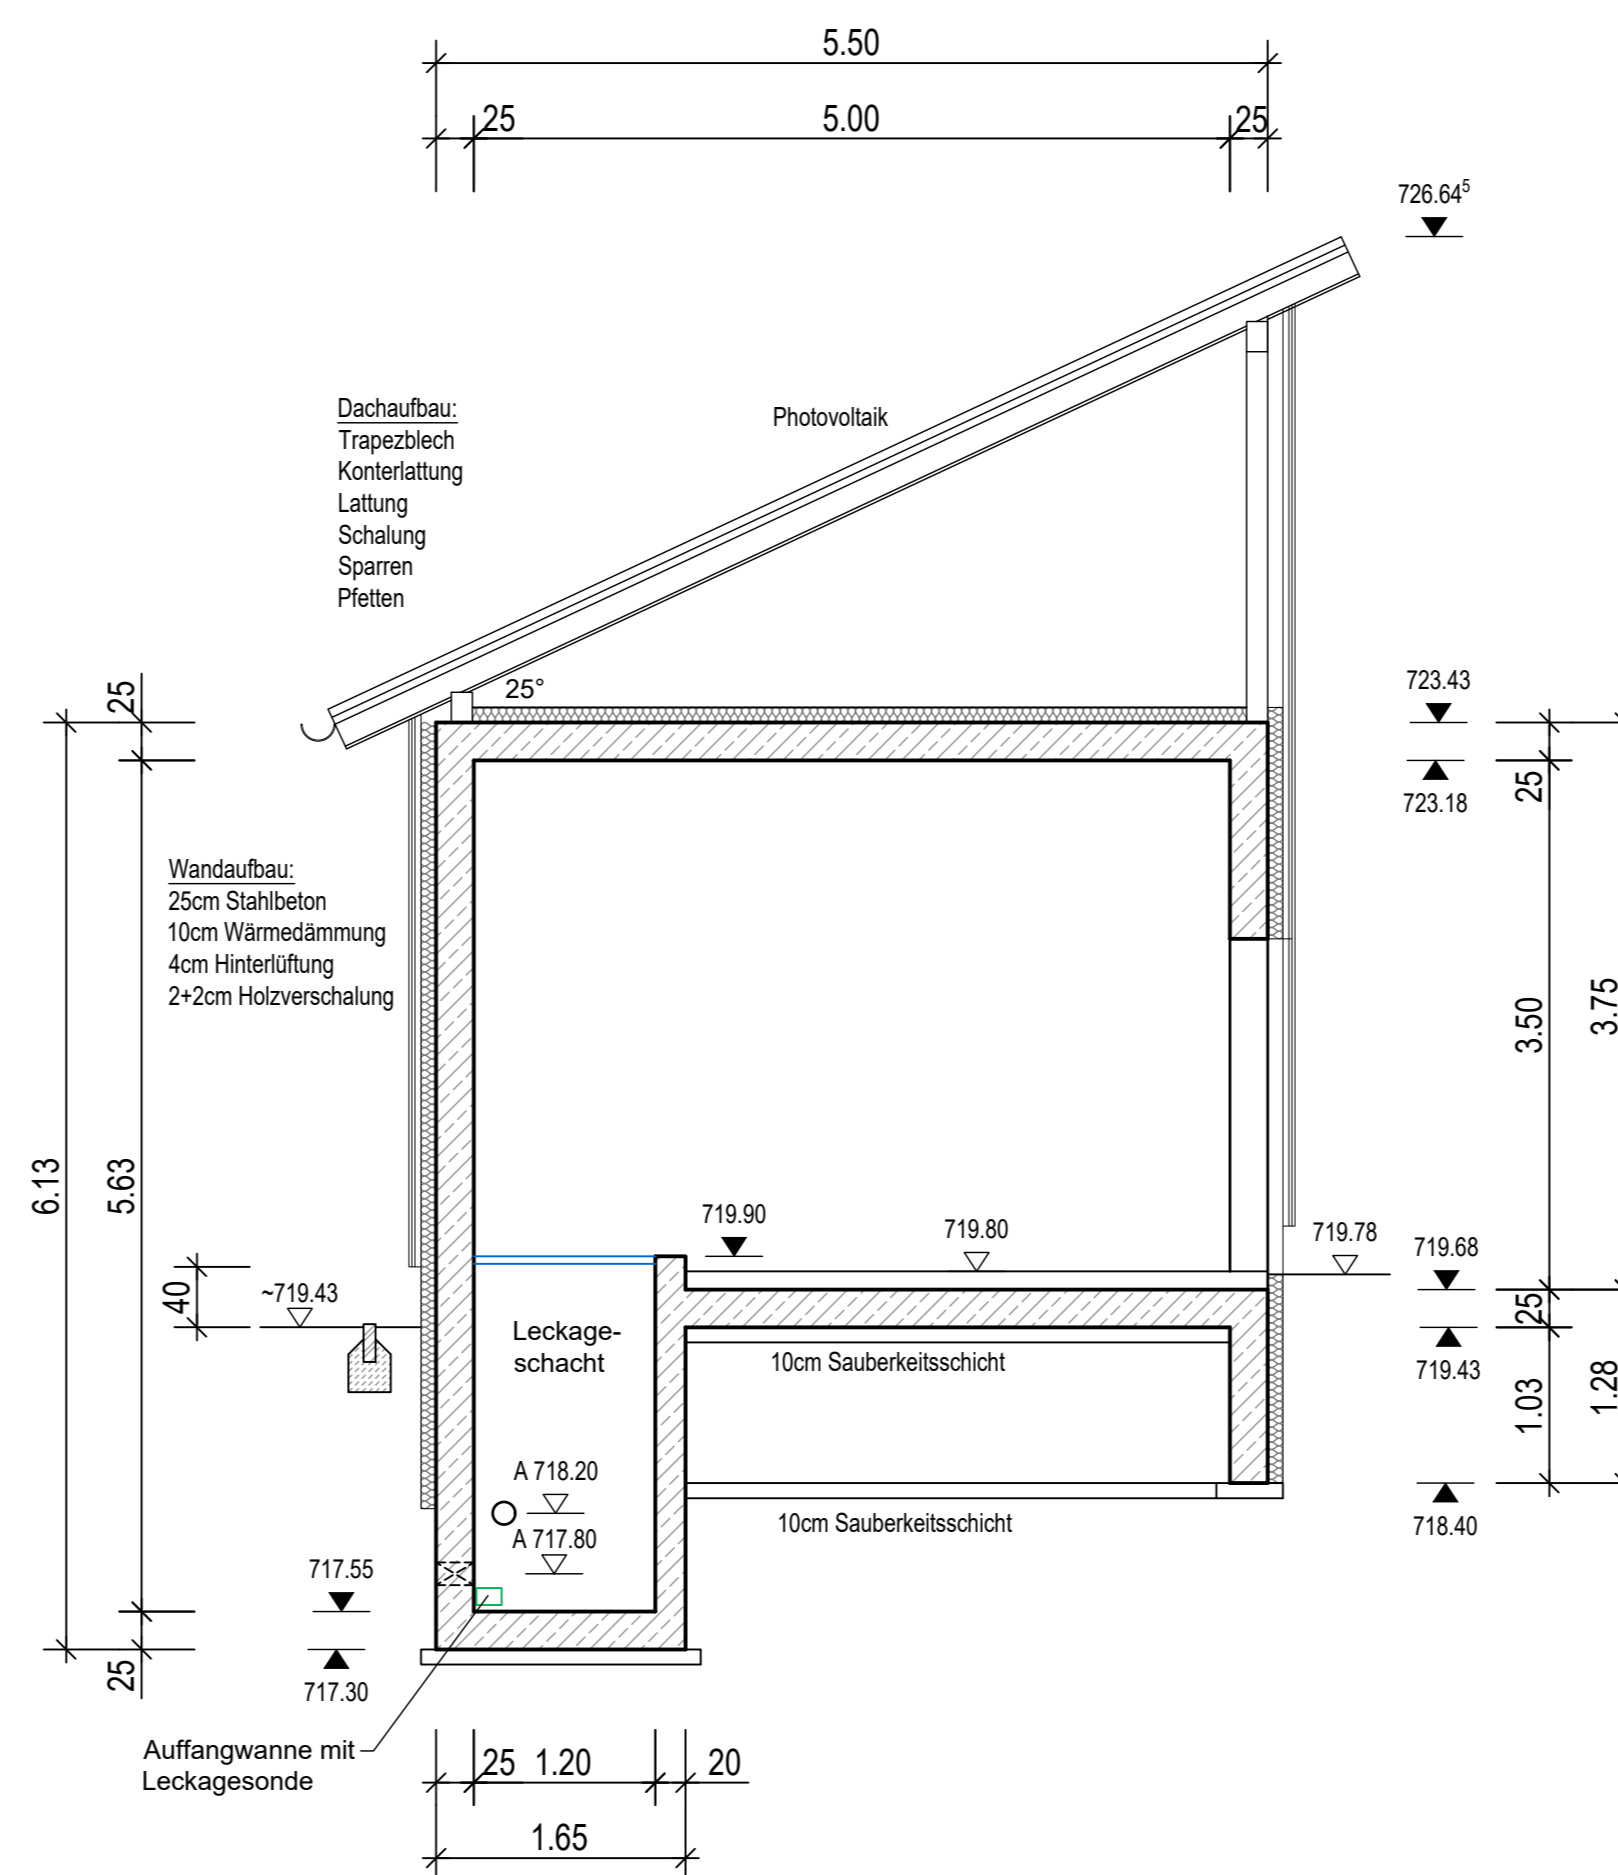 5.50
25
5.00
25
726.64⁵
Dachaufbau:
Trapezblech
Konterlattung
Lattung
Schalung
Sparren
Pfetten
Photovoltaik
25°
25
723.43
723.18
25
Wandaufbau:
25cm Stahlbeton
10cm Wärmedämmung
4cm Hinterlüftung
2+2cm Holzverschalung
3.50
3.75
6.13
5.63
719.90
719.80
719.78
719.68
40
~719.43
25
719.43
Leckage-
schacht
10cm Sauberkeitsschicht
1.03
1.28
A 718.20
A 717.80
10cm Sauberkeitsschicht
718.40
717.55
717.30
25
Auffangwanne mit
Leckagesonde
25
1.20
20
1.65